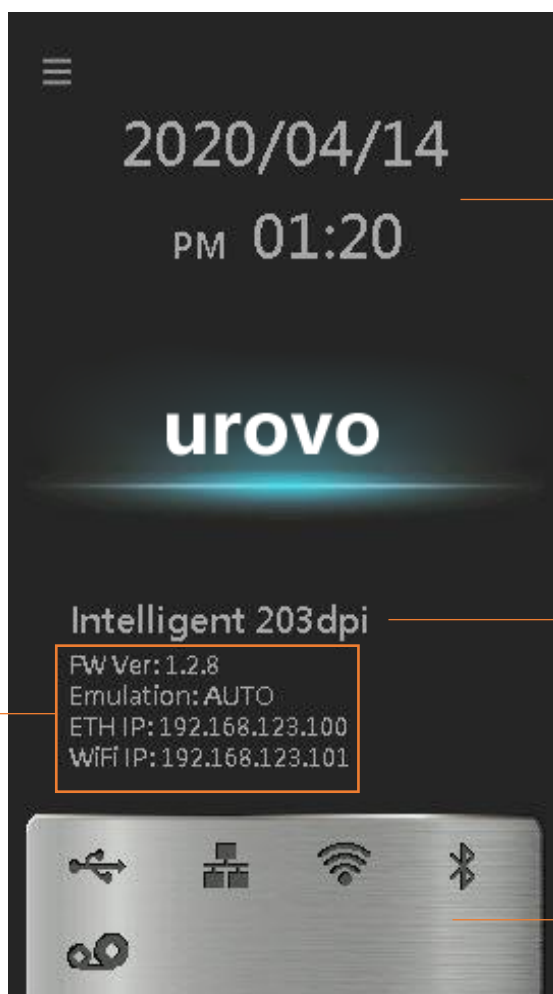 2020/04/14
PM 01:20
urovo
Intelligent 203dpi
FW Ver: 1.2.8
Emulation: AUTO
ETH IP: 192.168.123.100
WiFi IP: 192.168.123.101